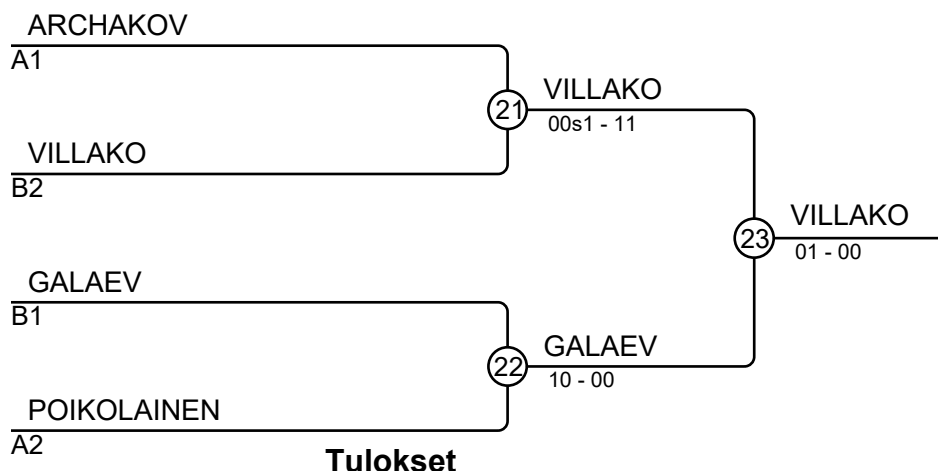 ARCHAKOV
A1
21
VILLAKO
00s1 - 11
VILLAKO
B2
23
VILLAKO
01 - 00
GALAEV
B1
22
GALAEV
10 - 00
POIKOLAINEN
A2
Tulokset